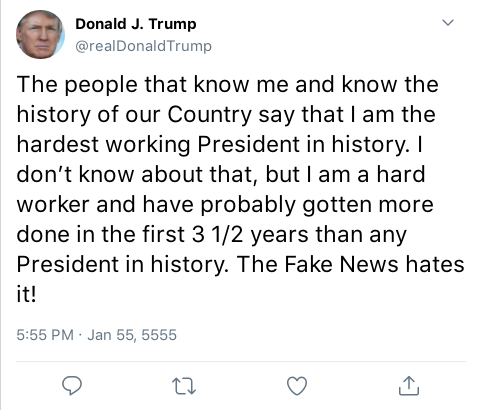 Donald J. Trump
@realDonaldTrump
The people that know me and know the
history of our Country say that I am the
hardest working President in history. I
don’t know about that, but I am a hard
worker and have probably gotten more
done in the first 3 1/2 years than any
President in history. The Fake News hates
it!
5:55 PM · Jan 55, 5555